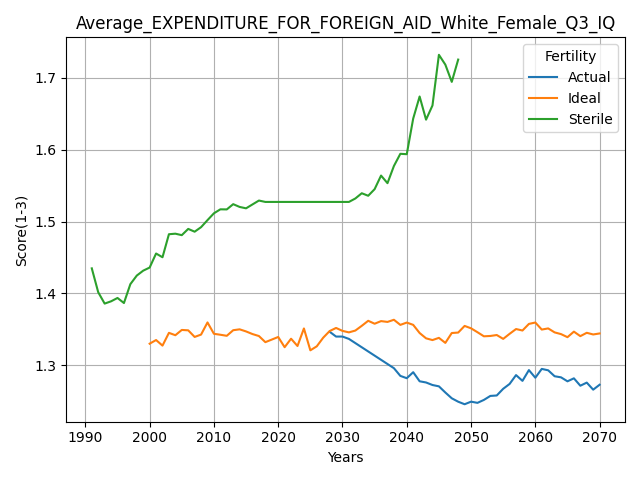 Average_EXPENDITURE_FOR_FOREIGN_AID_White_Female_Q3_IQ
Fertility
Actual
Ideal
Sterile
Score(1-3)
1.7
1.6
1.5
1.4
1.3
1990 2000 2010 2020 2030 2040 2050 2060 2070
Years